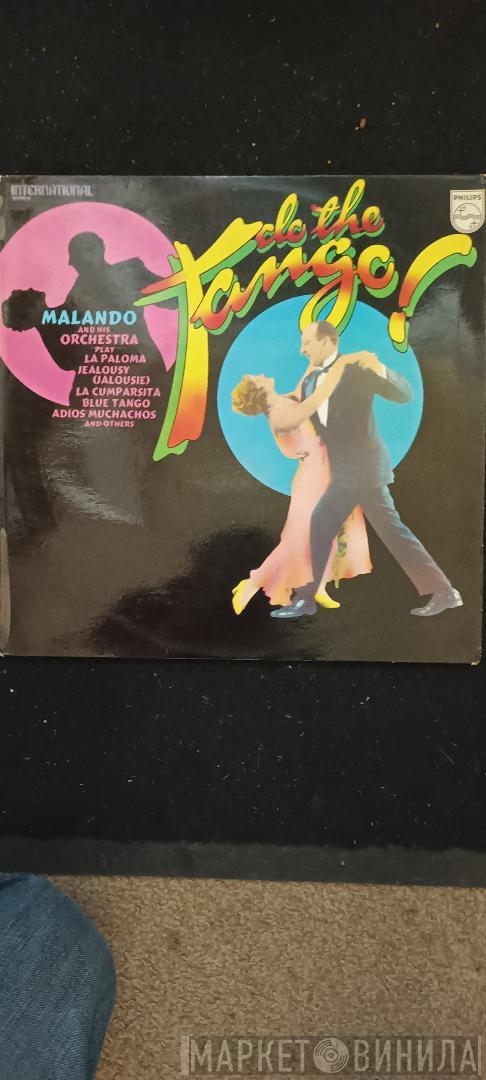 INTERNATIONAL
SERIES
PHILIPS
do the
Tango!
MALANDO
AND HIS
ORCHESTRA
PLAY
LA PALOMA
JEALOUSY
(JALOUSIE)
LA CUMPARSITA
BLUE TANGO
ADIOS MUCHACHOS
AND OTHERS
МАРКЕТ ВИНИЛА